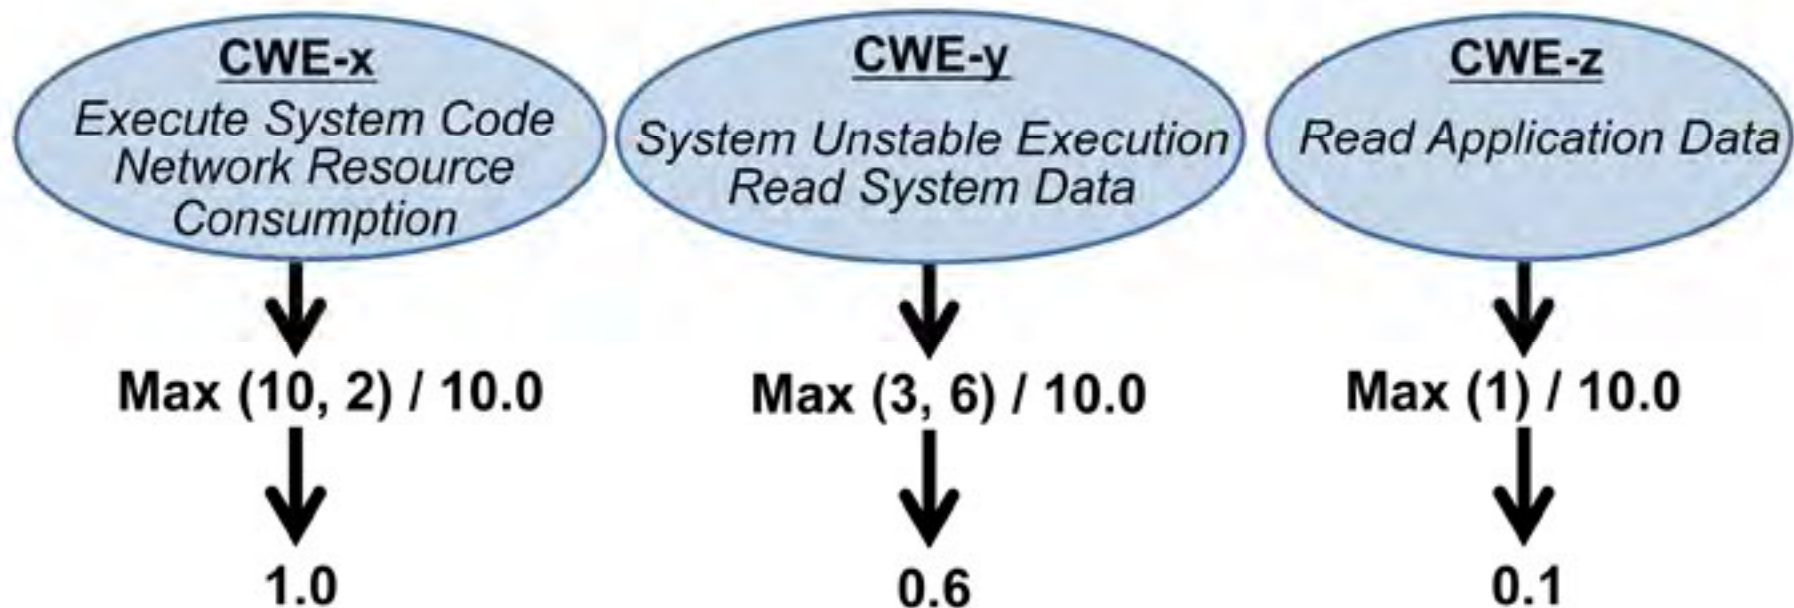 CWE-x
Execute System Code
Network Resource
Consumption
Max (10, 2) / 10.0
1.0
CWE-y
System Unstable Execution
Read System Data
Max (3, 6) / 10.0
0.6
CWE-z
Read Application Data
Max (1) / 10.0
0.1